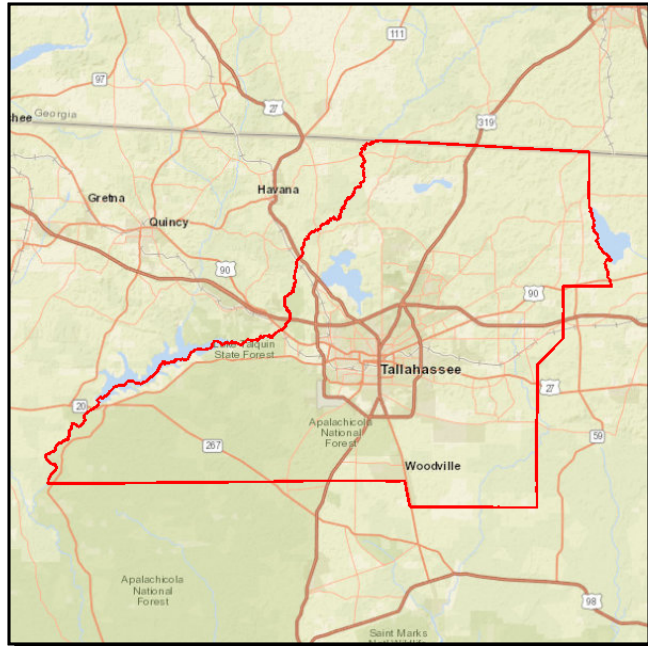 111
97
27
319
chee
Georgia
Havana
Gretna
Quincy
90
90
Lake Talquin
State Forest
Tallahassee
27
20
Apalachicola
National
Forest
59
267
Woodville
Apalachicola
National
Forest
98
Saint Marks